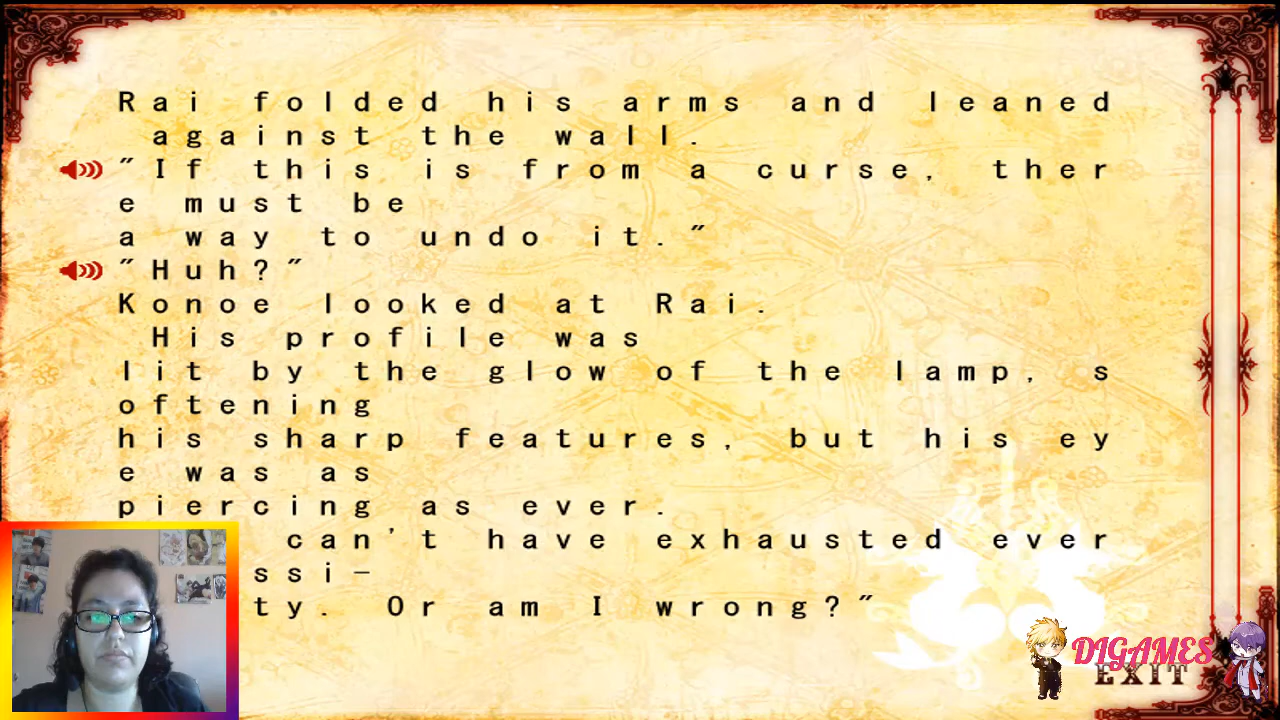 Rai folded his arms and leaned
against the wall.
"If this is from a curse, ther
e must be
a way to undo it."
"Huh?"
Konoe looked at Rai.
His profile was
lit by the glow of the lamp, s
oftening
his sharp features, but his ey
e was as
piercing as ever.
can't have exhausted ever
ssi-
ty. Or am I wrong?"
DIGAMES
EXIT